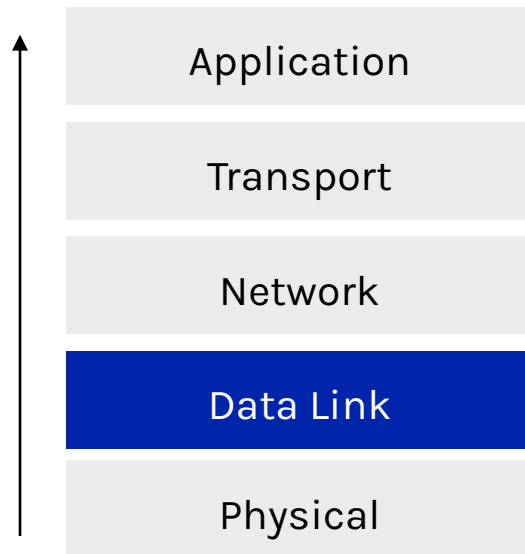 Application
Transport
Network
Data Link
Physical